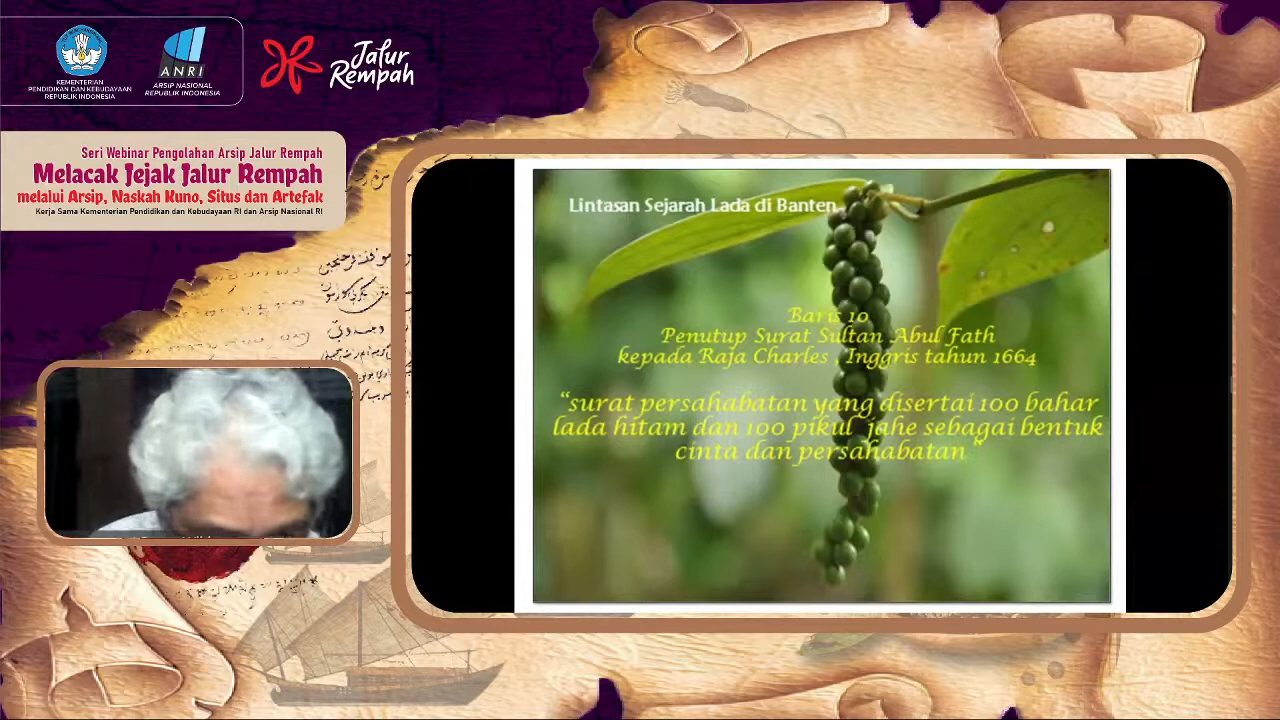 KEMENTERIAN
PENDIDIKAN DAN KEBUDAYAAN
REPUBLIK INDONESIA
ANRI
ARSIP NASIONAL
REPUBLIK INDONESIA
Jalur
Rempah
Seri Webinar Pengolahan Arsip Jalur Rempah
Melacak Jejak Jalur Rempah
melalui Arsip, Naskah Kuno, Situs dan Artefak
Kerja Sama Kementerian Pendidikan dan Kebudayaan RI dan Arsip Nasional RI
Lintasan Sejarah Lada di Banten
Baris 10
Penutup Surat Sultan Abul Fath
kepada Raja Charles , Inggris tahun 1664
“surat persahabatan yang disertai 100 bahar
lada hitam dan 100 pikul jahe sebagai bentuk
cinta dan persahabatan “